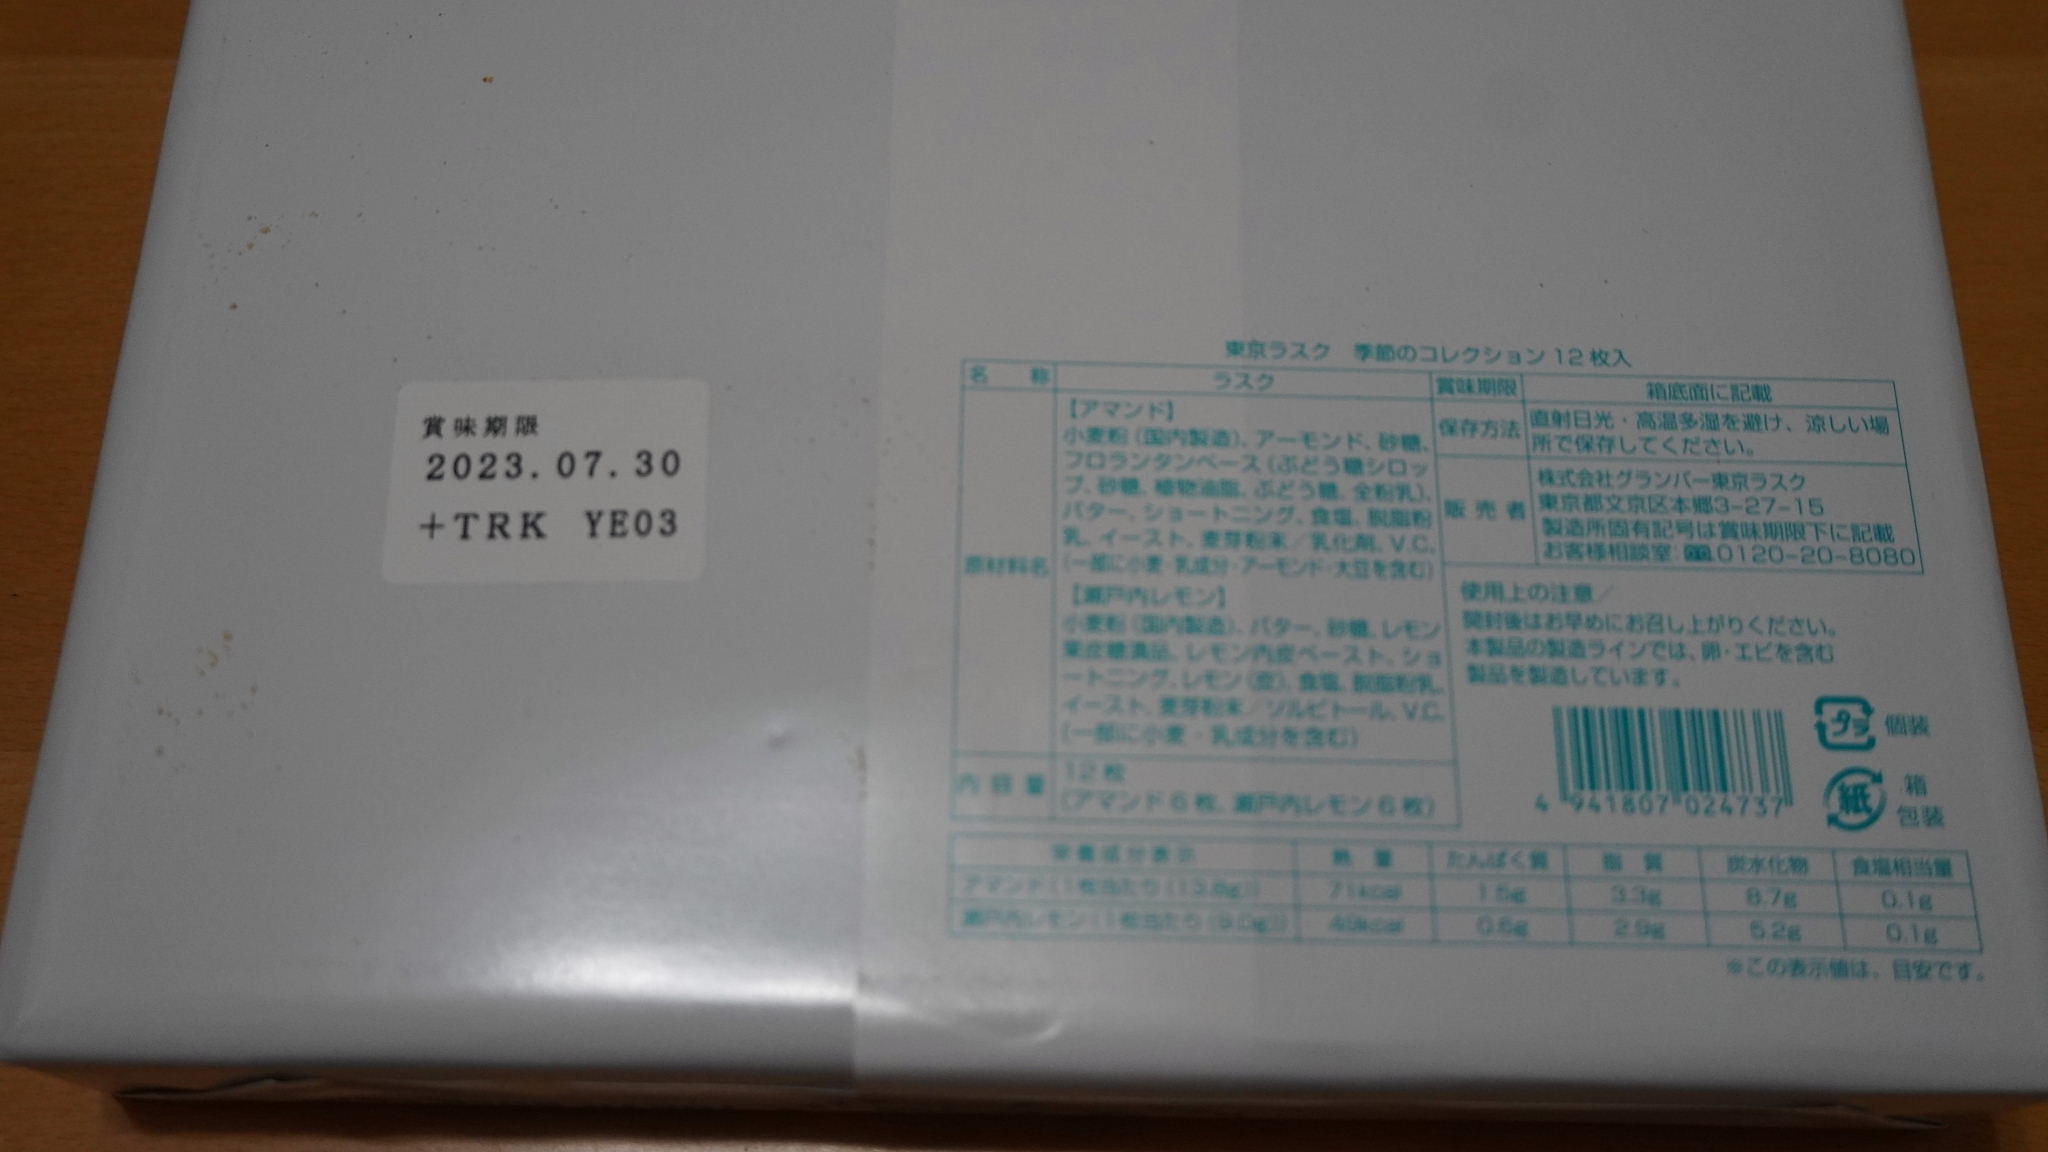 賞味期限
2023.07.30
+TRK YE03
東京ラスク 季節のコレクション12枚入
名称
ラスク
原材料名
【アマンド】
小麦粉(国内製造)、アーモンド、砂糖、
フロランタンベース(ぶどう糖シロッ
プ、砂糖、植物油脂、ぶどう糖、全粉乳)、
バター、ショートニング、食塩、脱脂粉
乳、イースト、麦芽粉末/乳化剤、V.C.
(一部に小麦・乳成分・アーモンド・大豆を含む)
【瀬戸内レモン】
小麦粉(国内製造)、バター、砂糖、レモン
果皮糖漬品、レモン内皮ペースト、ショ
ートニング、レモン(皮)、食塩、脱脂粉乳、
イースト、麦芽粉末/ソルビトール、V.C.
(一部に小麦・乳成分を含む)
内容量
12枚
(アマンド6枚、瀬戸内レモン6枚)
賞味期限
箱底面に記載
保存方法
直射日光・高温多湿を避け、涼しい場
所で保存してください。
販売者
株式会社グランバー東京ラスク
東京都文京区本郷3-27-15
製造所固有記号は賞味期限下に記載
お客様相談室:0120-20-8080
使用上の注意/
開封後はお早めにお召し上がりください。
本製品の製造ラインでは、卵・エビを含む
製品を製造しています。
4 941807 024737
プラ 個装
紙 箱
包装
栄養成分表示 熱量 たんぱく質 脂質 炭水化物 食塩相当量
アマンド(1枚当たり(13.8g)) 71kcal 1.5g 3.3g 8.7g 0.1g
瀬戸内レモン(1枚当たり(9.0g)) 49kcal 0.6g 2.9g 5.2g 0.1g
※この表示値は、目安です。